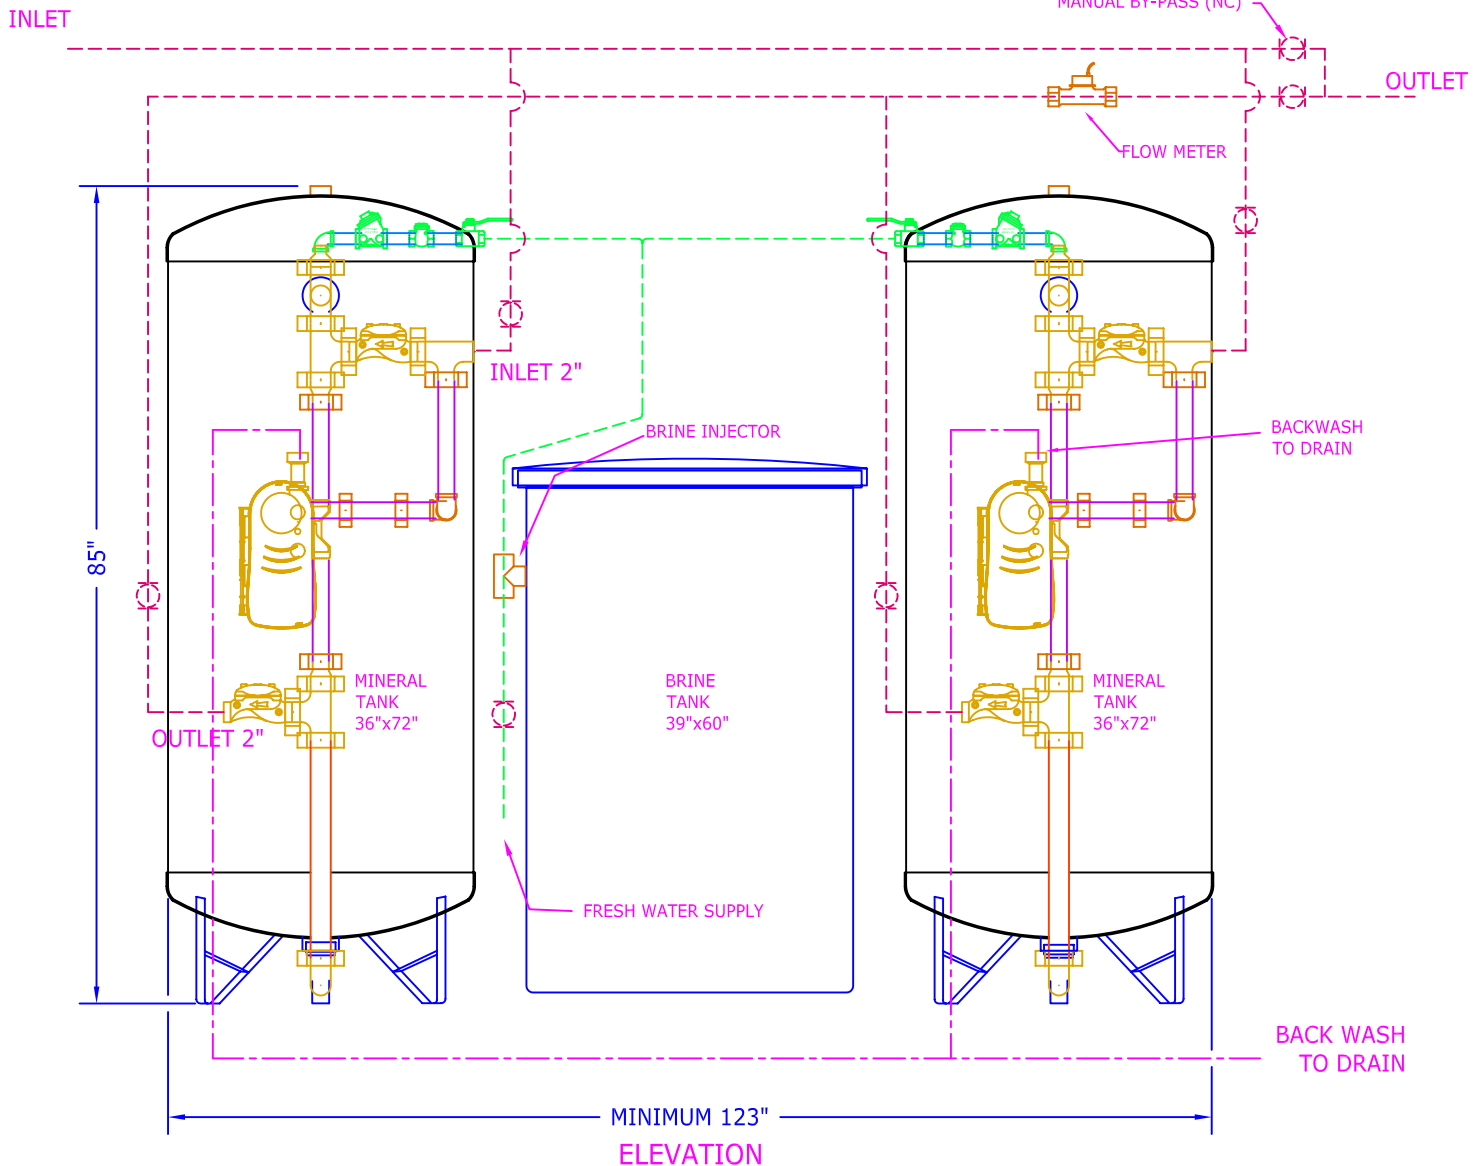 MANUAL BY-PASS (NC)
INLET
OUTLET
FLOW METER
INLET 2"
BRINE INJECTOR
BACKWASH
TO DRAIN
85"
MINERAL
TANK
36"x72"
BRINE
TANK
39"x60"
MINERAL
TANK
36"x72"
OUTLET 2"
FRESH WATER SUPPLY
BACK WASH
TO DRAIN
MINIMUM 123"
ELEVATION